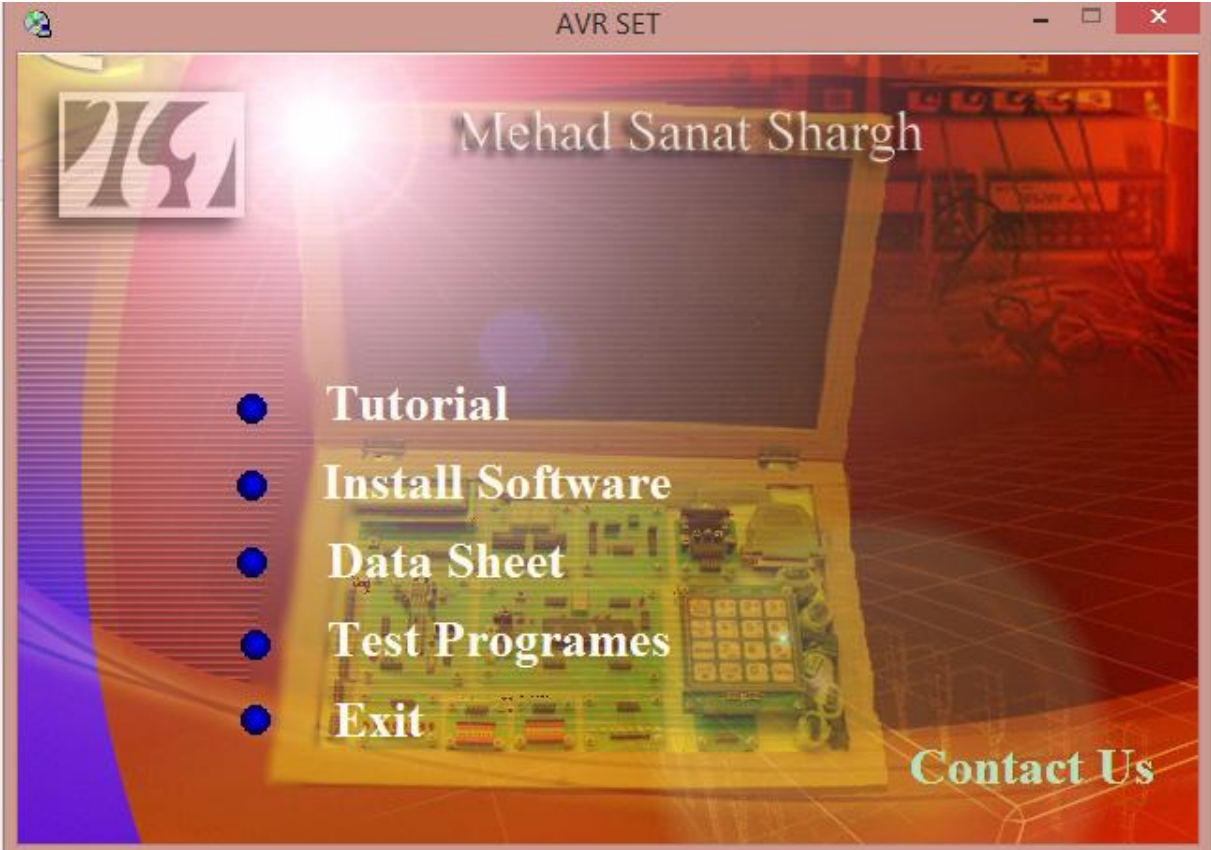 AVR SET
Mehad Sanat Shargh
Tutorial
Install Software
Data Sheet
Test Programes
Exit
Contact Us